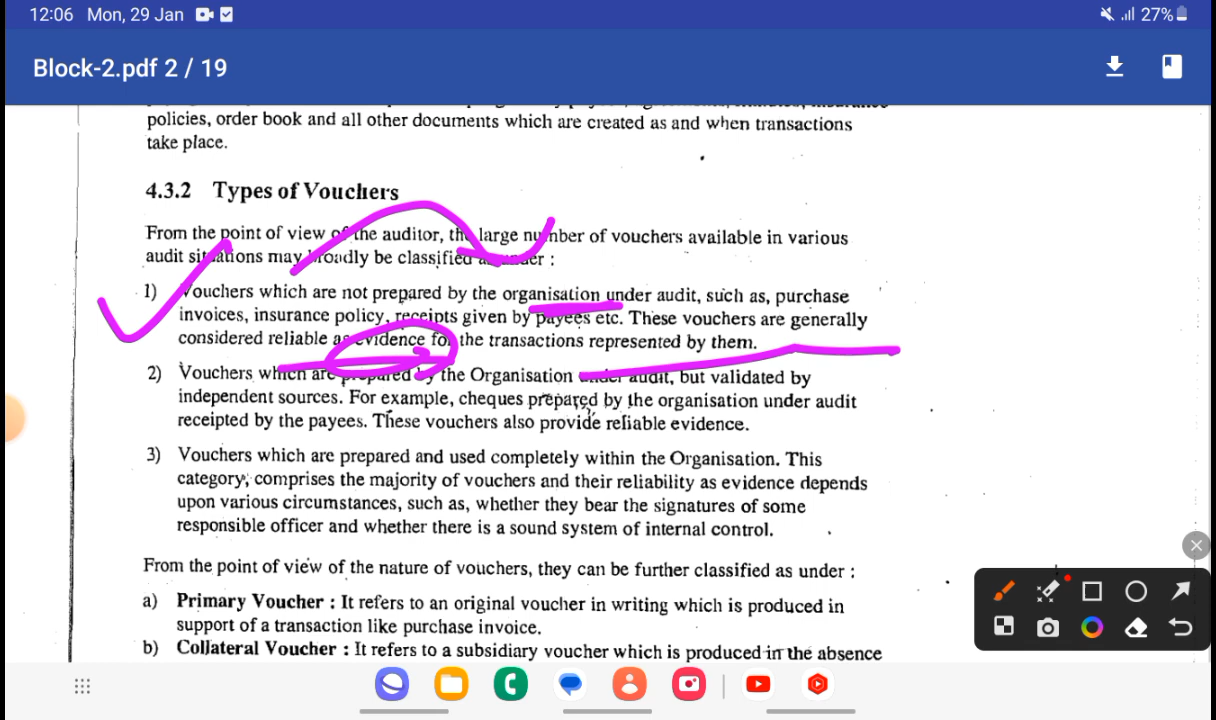 12:06 Mon, 29 Jan
27%
Block-2.pdf 2 / 19
policies, order book and all other documents which are created as and when transactions
take place.
4.3.2 Types of Vouchers
From the point of view of the auditor, the large number of vouchers available in various
audit situations may broadly be classified as under :
1) Vouchers which are not prepared by the organisation under audit, such as, purchase
invoices, insurance policy, receipts given by payees etc. These vouchers are generally
considered reliable as evidence for the transactions represented by them.
2) Vouchers which are prepared by the Organisation under audit, but validated by
independent sources. For example, cheques prepared by the organisation under audit
receipted by the payees. These vouchers also provide reliable evidence.
3) Vouchers which are prepared and used completely within the Organisation. This
category, comprises the majority of vouchers and their reliability as evidence depends
upon various circumstances, such as, whether they bear the signatures of some
responsible officer and whether there is a sound system of internal control.
From the point of view of the nature of vouchers, they can be further classified as under :
a) Primary Voucher : It refers to an original voucher in writing which is produced in
support of a transaction like purchase invoice.
b) Collateral Voucher : It refers to a subsidiary voucher which is produced in the absence